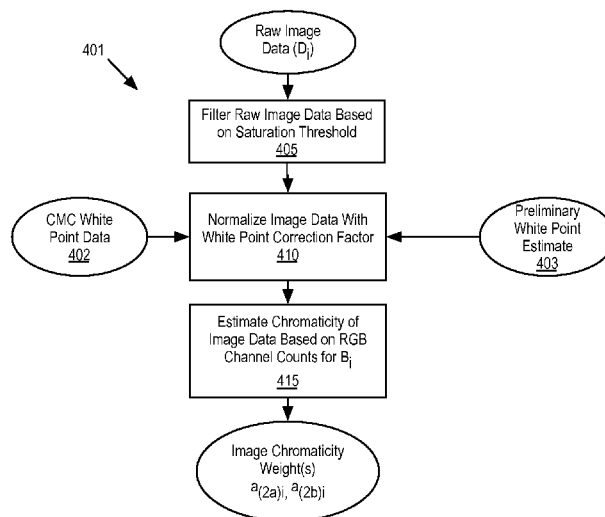 Raw Image
Data (Di)
401
Filter Raw Image Data Based
on Saturation Threshold
405
CMC White
Point Data
402
Normalize Image Data With
White Point Correction Factor
410
Preliminary
White Point
Estimate
403
Estimate Chromaticity of
Image Data Based on RGB
Channel Counts for Bi
415
Image Chromaticity
Weight(s)
a(2a)i, a(2b)i